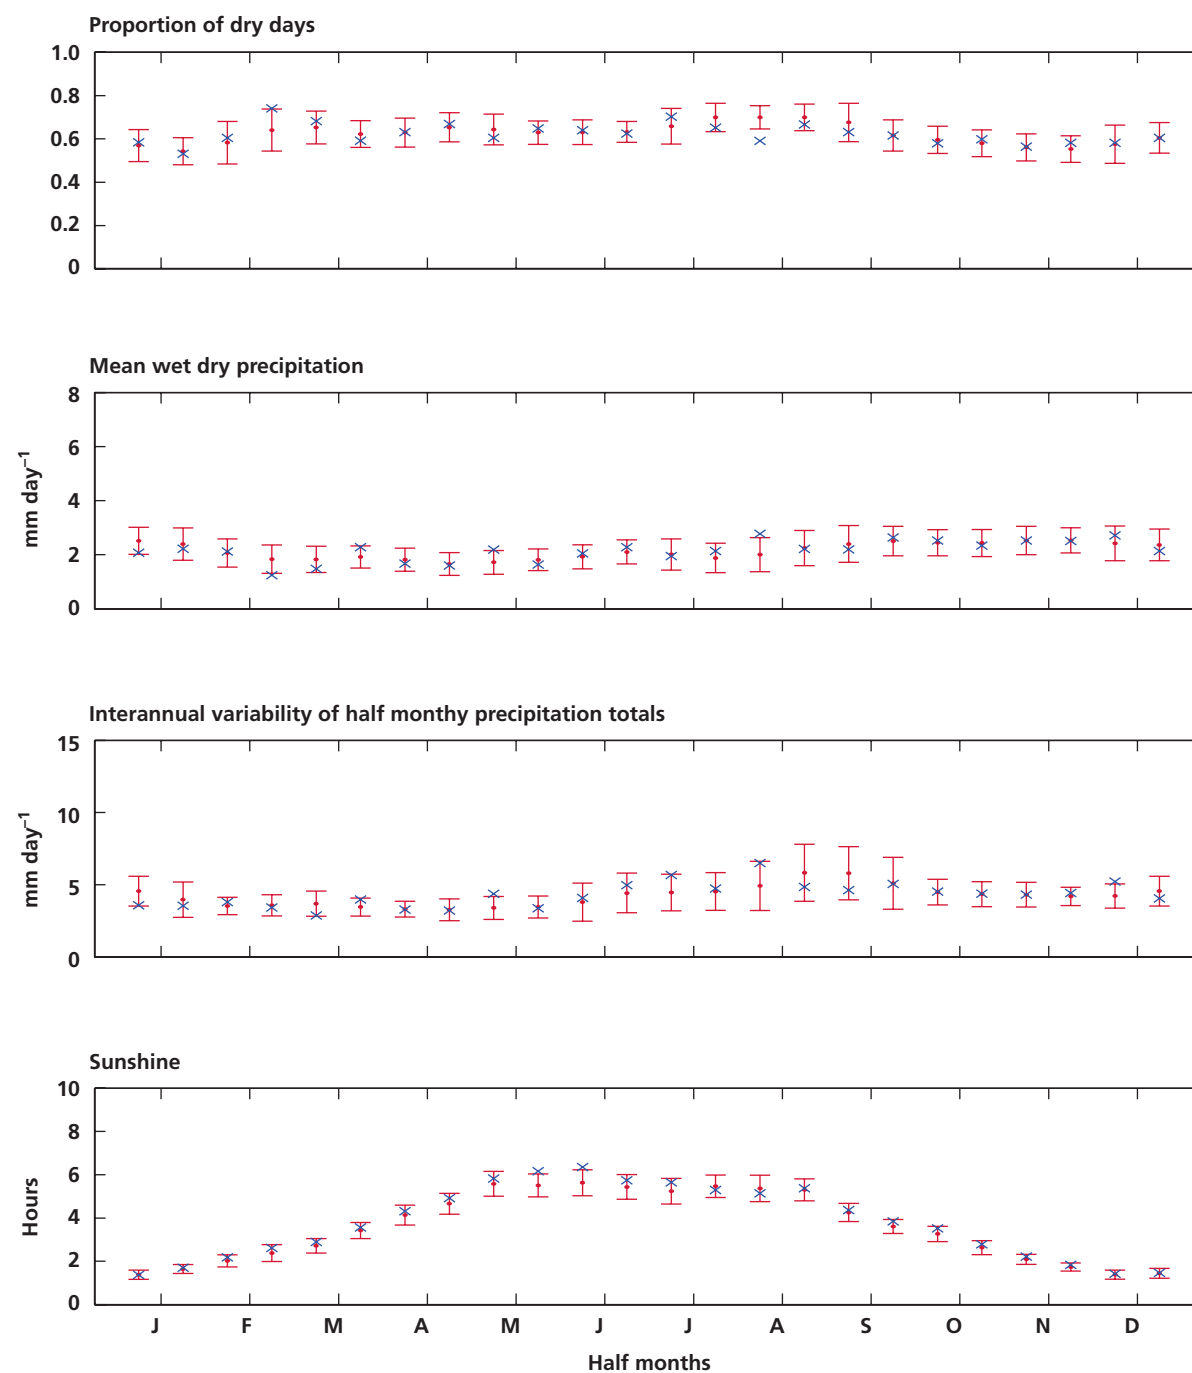 Proportion of dry days
1.0
0.8
0.6
0.4
0.2
0
Mean wet dry precipitation
8
6
4
2
0
mm day⁻¹
Interannual variability of half monthy precipitation totals
15
10
5
0
mm day⁻¹
Sunshine
10
8
6
4
2
0
Hours
J F M A M J J A S O N D
Half months